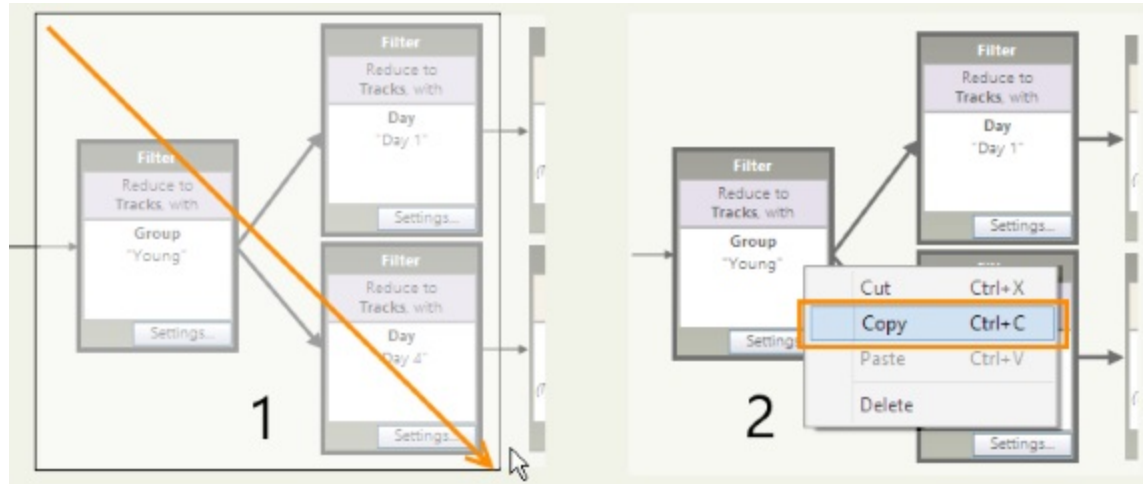 Filter
Reduce to
Tracks, with
Group
"Young"
Settings...
Filter
Reduce to
Tracks, with
Day
"Day 1"
Settings...
Filter
Reduce to
Tracks, with
Day
"Day 4"
Settings...
1
Filter
Reduce to
Tracks, with
Group
"Young"
Settings
Filter
Reduce to
Tracks, with
Day
"Day 1"
Settings...
Cut Ctrl+X
Copy Ctrl+C
Paste Ctrl+V
Delete
Settings...
2